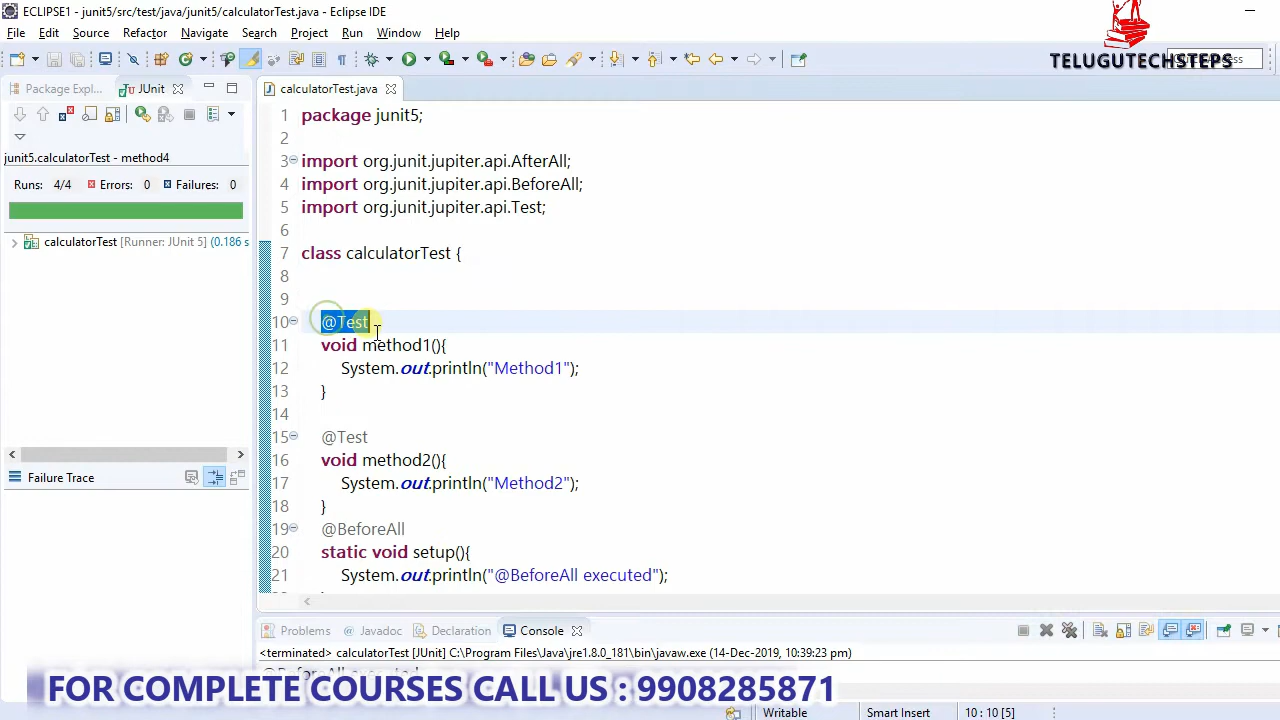 ECLIPSE1 - junit5/src/test/java/junit5/calculatorTest.java - Eclipse IDE
File Edit Source Refactor Navigate Search Project Run Window Help
TELUGUTECHSTEPS
Package Expl... JUnit
calculatorTest.java
junit5.calculatorTest - method4
Runs: 4/4 Errors: 0 Failures: 0
calculatorTest [Runner: JUnit 5] (0.186 s
Failure Trace
1 package junit5;
2
3 import org.junit.jupiter.api.AfterAll;
4 import org.junit.jupiter.api.BeforeAll;
5 import org.junit.jupiter.api.Test;
6
7 class calculatorTest {
8
9
10 @Test
11 void method1(){
12 System.out.println("Method1");
13 }
14
15 @Test
16 void method2(){
17 System.out.println("Method2");
18 }
19 @BeforeAll
20 static void setup(){
21 System.out.println("@BeforeAll executed");
Problems Javadoc Declaration Console
<terminated> calculatorTest [JUnit] C:\Program Files\Java\jre1.8.0_181\bin\javaw.exe (14-Dec-2019, 10:39:23 pm)
@BeforeAll executed
FOR COMPLETE COURSES CALL US : 9908285871
Writable Smart Insert 10 : 10 [5]